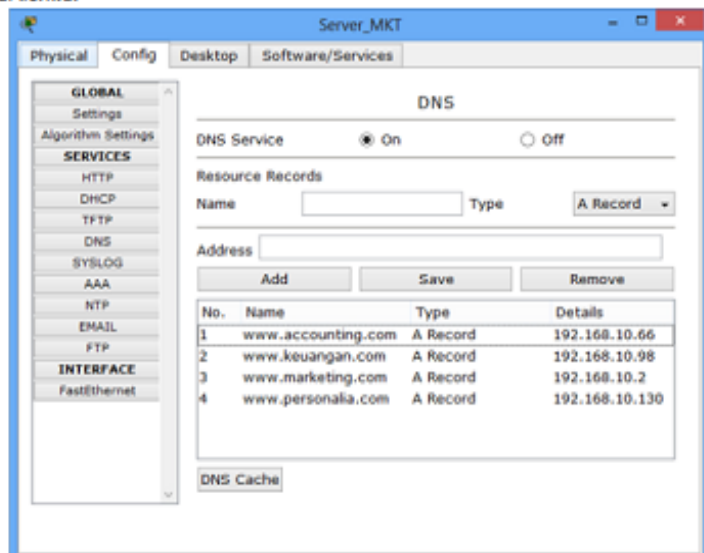 Server_MKT
Physical Config Desktop Software/Services
GLOBAL
Settings
Algorithm Settings
SERVICES
HTTP
DHCP
TFTP
DNS
SYSLOG
AAA
NTP
EMAIL
FTP
INTERFACE
FastEthernet
DNS
DNS Service On Off
Resource Records
Name Type A Record
Address
Add Save Remove
No. Name Type Details
1 www.accounting.com A Record 192.168.10.66
2 www.keuangan.com A Record 192.168.10.98
3 www.marketing.com A Record 192.168.10.2
4 www.personalia.com A Record 192.168.10.130
DNS Cache